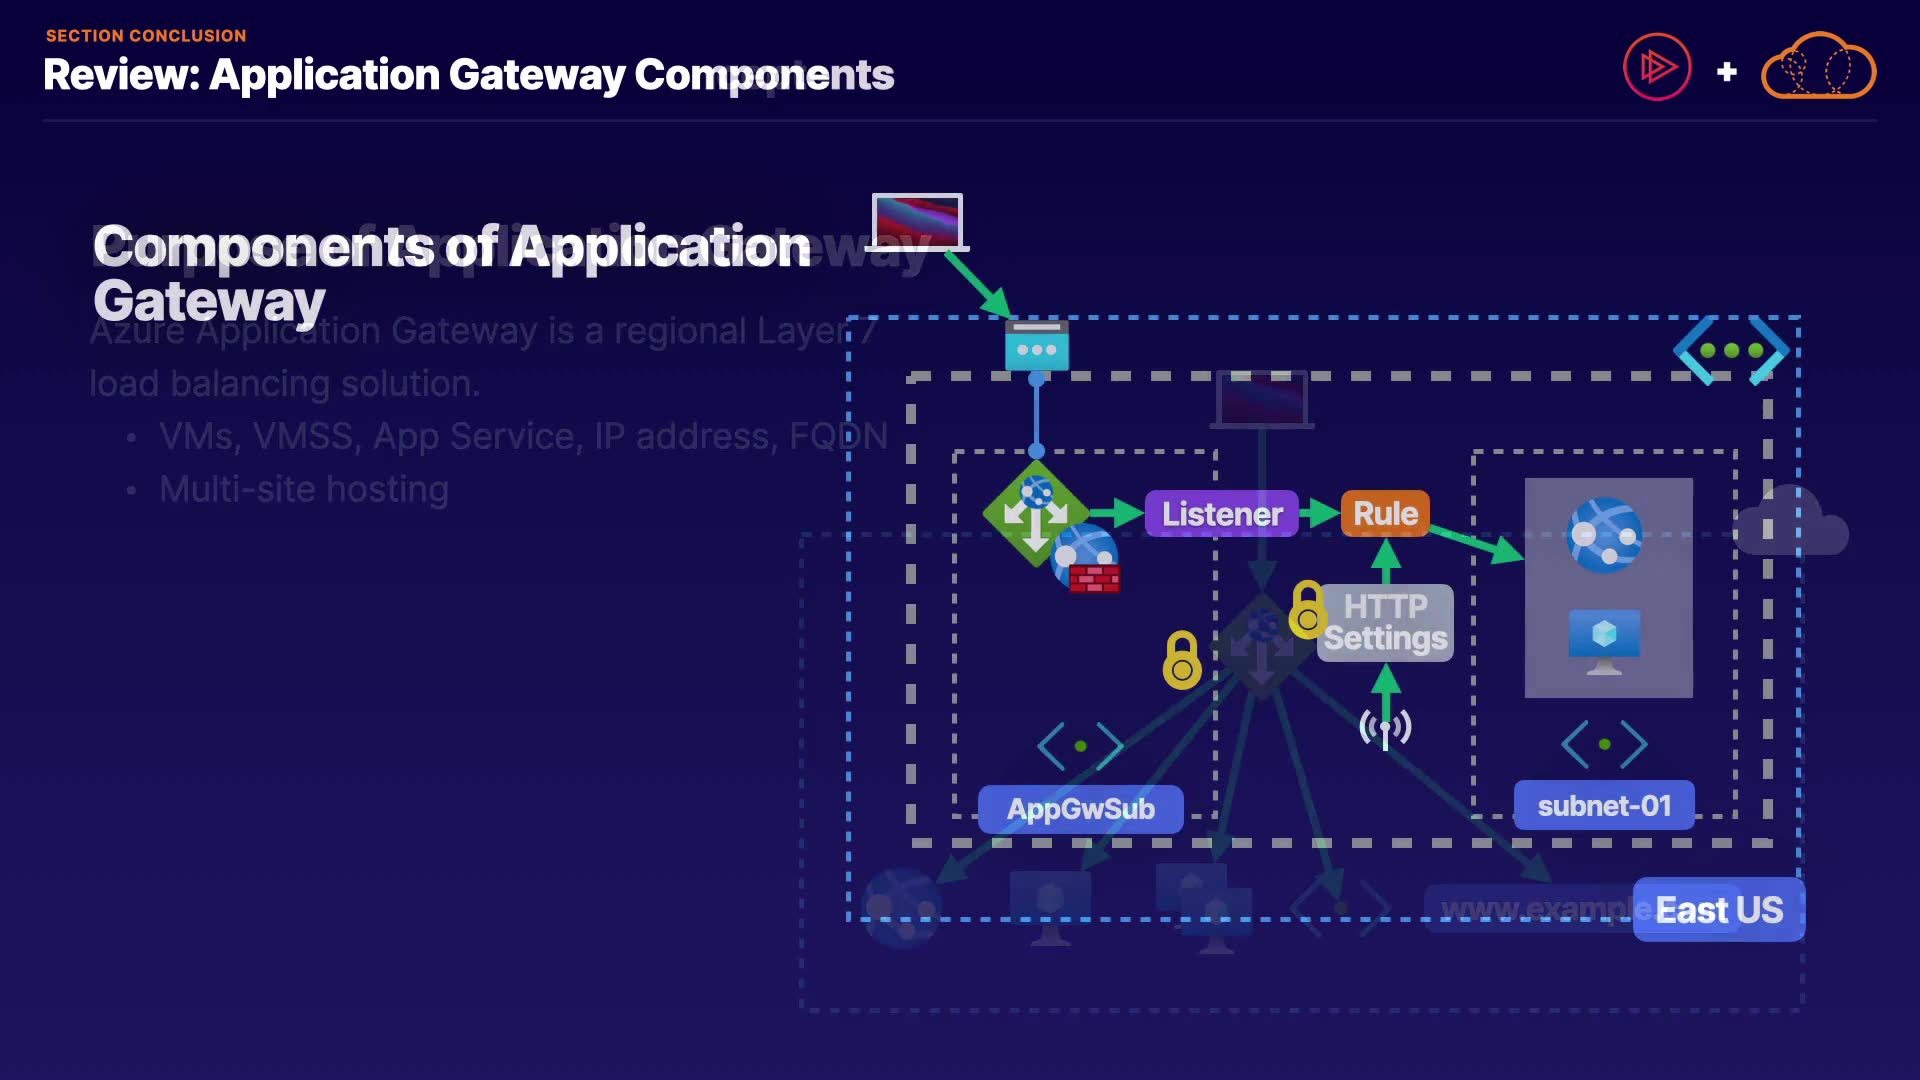 SECTION CONCLUSION
Review: Application Gateway Components
Components of Application
Gateway
Azure Application Gateway is a regional Layer 7
load balancing solution.
• VMs, VMSS, App Service, IP address, FQDN
• Multi-site hosting
Listener
Rule
HTTP
Settings
AppGwSub
subnet-01
www.example.
East US